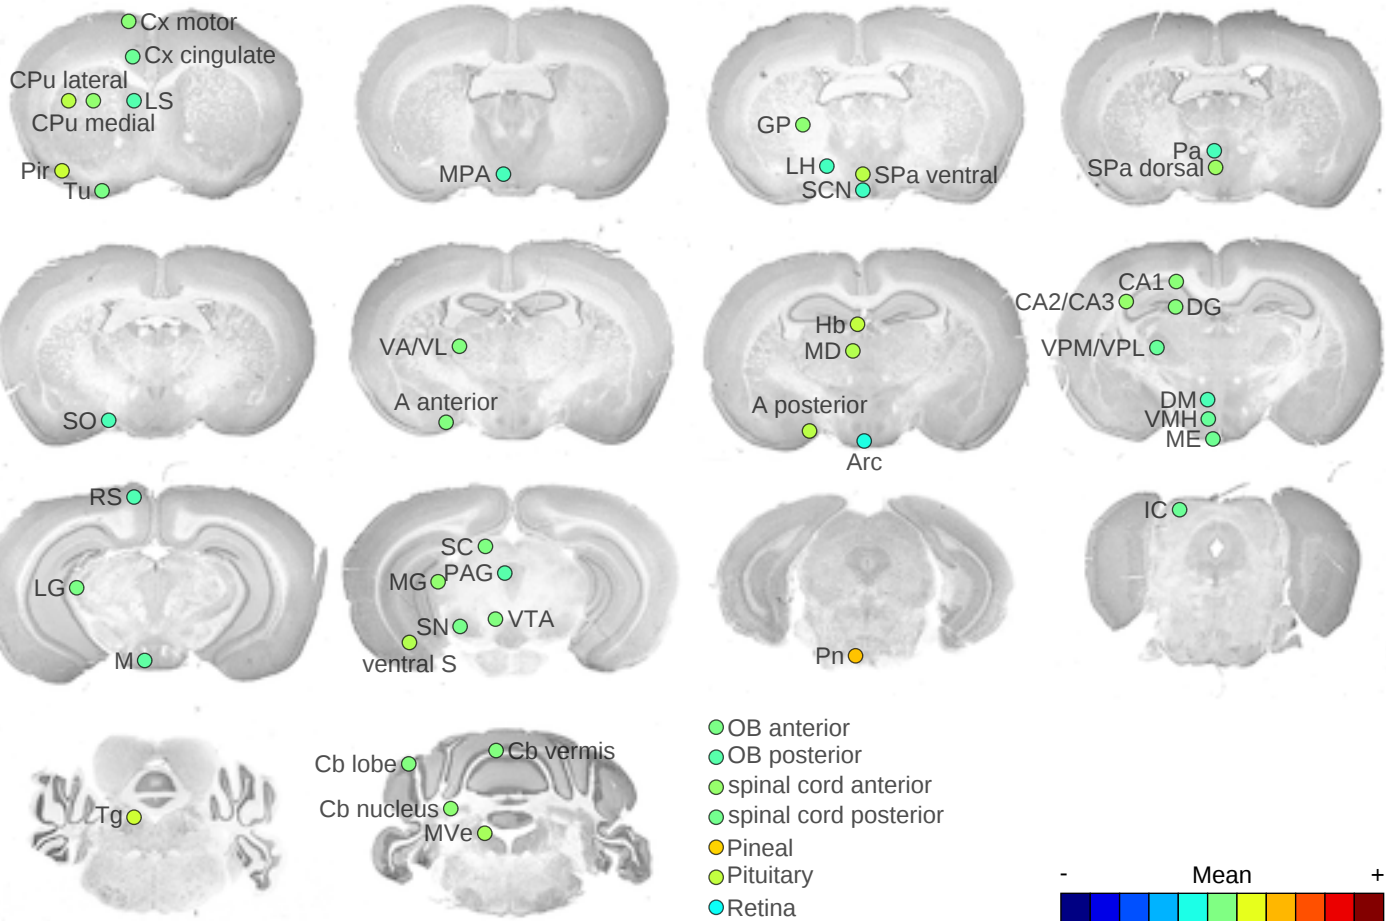 Cx motor
Cx cingulate
CPu lateral
LS
CPu medial
Pir
Tu
MPA
GP
LH
SPa ventral
SCN
Pa
SPa dorsal
SO
VA/VL
A anterior
Hb
MD
A posterior
Arc
CA1
CA2/CA3
DG
VPM/VPL
DM
VMH
ME
RS
LG
M
SC
PAG
MG
VTA
SN
ventral S
Pn
IC
Tg
Cb vermis
Cb lobe
Cb nucleus
MVe
OB anterior
OB posterior
spinal cord anterior
spinal cord posterior
Pineal
Pituitary
Retina
- Mean +